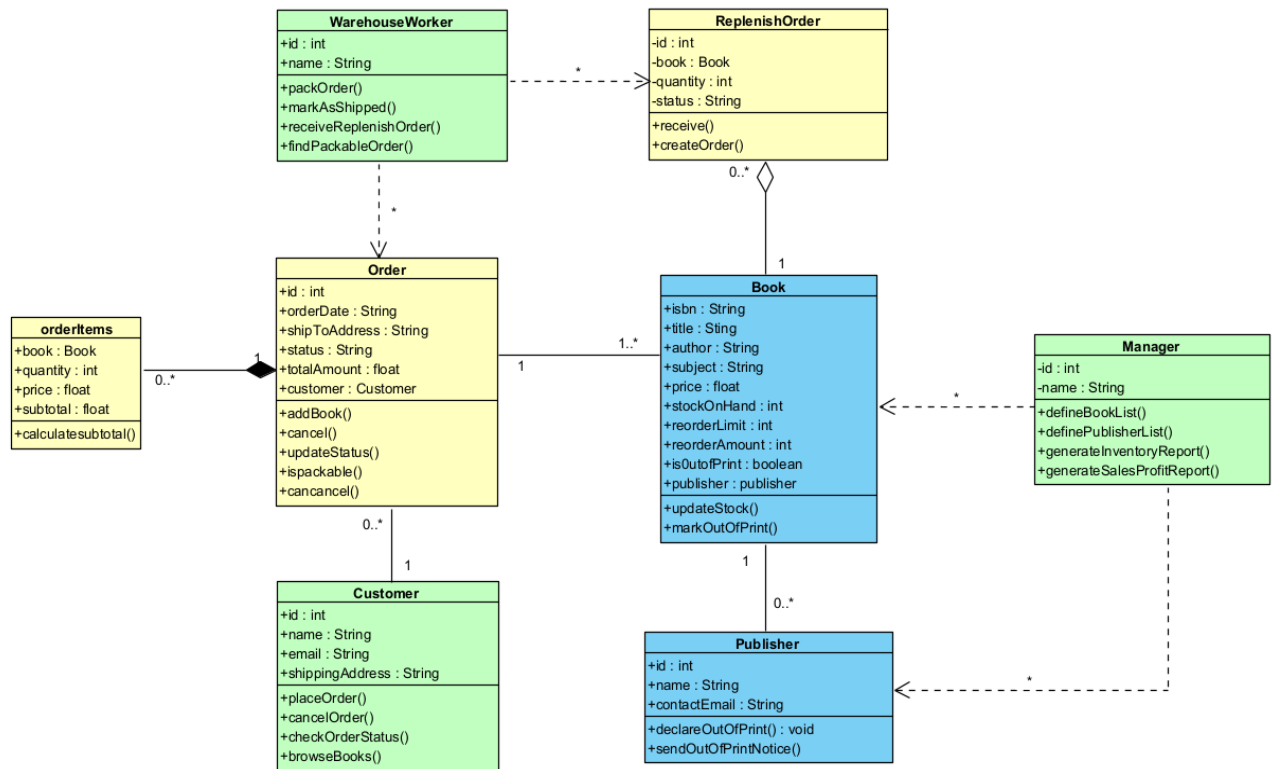 WarehouseWorker
+id : int
+name : String
+packOrder()
+markAsShipped()
+receiveReplenishOrder()
+findPackableOrder()
*
*
ReplenishOrder
-id : int
-book : Book
-quantity : int
-status : String
+receive()
+createOrder()
0..*
1
orderItems
+book : Book
+quantity : int
+price : float
+subtotal : float
+calculatesubtotal()
0..*
1
Order
+id : int
+orderDate : String
+shipToAddress : String
+status : String
+totalAmount : float
+customer : Customer
+addBook()
+cancel()
+updateStatus()
+ispackable()
+cancancel()
1
1..*
0..*
1
Book
+isbn : String
+title : Sting
+author : String
+subject : String
+price : float
+stockOnHand : int
+reorderLimit : int
+reorderAmount : int
+is0utofPrint : boolean
+publisher : publisher
+updateStock()
+markOutOfPrint()
1
0..*
*
Manager
-id : int
-name : String
+defineBookList()
+definePublisherList()
+generateInventoryReport()
+generateSalesProfitReport()
*
Customer
+id : int
+name : String
+email : String
+shippingAddress : String
+placeOrder()
+cancelOrder()
+checkOrderStatus()
+browseBooks()
Publisher
+id : int
+name : String
+contactEmail : String
+declareOutOfPrint() : void
+sendOutOfPrintNotice()